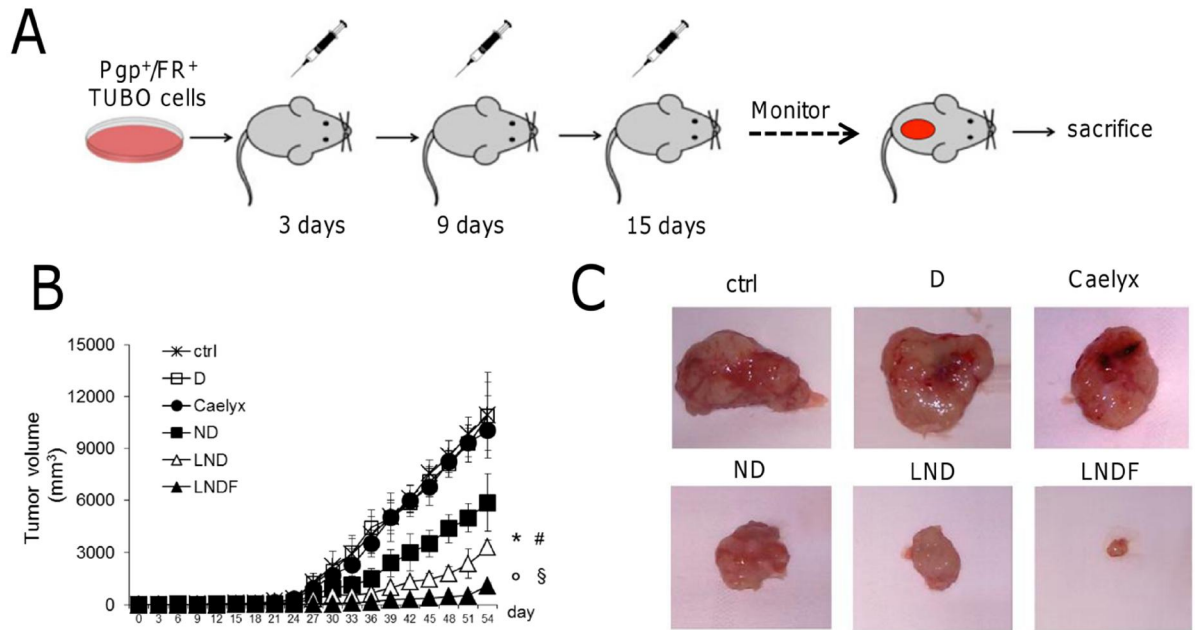 A
Pgp⁺/FR⁺
TUBO cells
Monitor
sacrifice
3 days
9 days
15 days
B
Tumor volume
(mm³)
15000
12000
9000
6000
3000
0
ctrl
D
Caelyx
ND
LND
LNDF
* #
° §
0 3 6 9 12 15 18 21 24 27 30 33 36 39 42 45 48 51 54 day
C
ctrl D Caelyx
ND LND LNDF